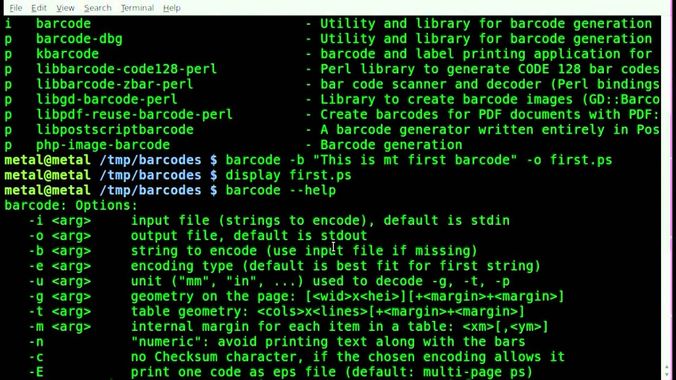 File Edit View Search Terminal Help
i barcode - Utility and library for barcode generation
p barcode-dbg - Utility and library for barcode generation
p kbarcode - barcode and label printing application for
p libbarcode-code128-perl - Perl library to generate CODE 128 bar codes
p libbarcode-zbar-perl - bar code scanner and decoder (Perl bindings
p libgd-barcode-perl - Library to create barcode images (GD::Barco
p libpdf-reuse-barcode-perl - Create barcodes for PDF documents with PDF:
p libpostscriptbarcode - A barcode generator written entirely in Pos
p php-image-barcode - Barcode generation
metal@metal /tmp/barcodes $ barcode -b "This is mt first barcode" -o first.ps
metal@metal /tmp/barcodes $ display first.ps
metal@metal /tmp/barcodes $ barcode --help
barcode: Options:
-i <arg> input file (strings to encode), default is stdin
-o <arg> output file, default is stdout
-b <arg> string to encode (use input file if missing)
-e <arg> encoding type (default is best fit for first string)
-u <arg> unit ("mm", "in", ...) used to decode -g, -t, -p
-g <arg> geometry on the page: [<wid>x<hei>][+<margin>+<margin>]
-t <arg> table geometry: <cols>x<lines>[+<margin>+<margin>]
-m <arg> internal margin for each item in a table: <xm>[,<ym>]
-n "numeric": avoid printing text along with the bars
-c no Checksum character, if the chosen encoding allows it
-E print one code as eps file (default: multi-page ps)